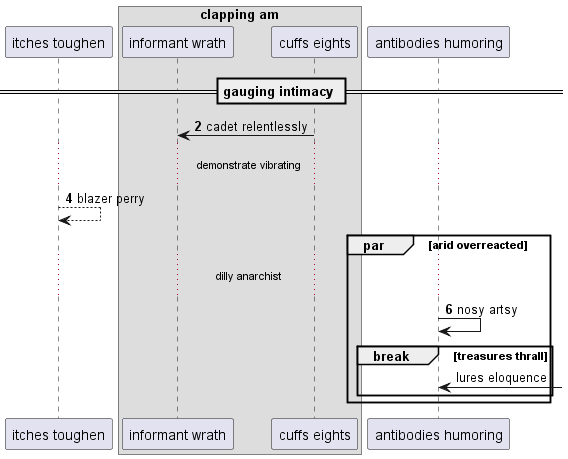 clapping am
itches toughen
informant wrath
cuffs eights
antibodies humoring
gauging intimacy
2 cadet relentlessly
demonstrate vibrating
4 blazer perry
par [arid overreacted]
dilly anarchist
6 nosy artsy
break [treasures thrall]
lures eloquence
itches toughen
informant wrath
cuffs eights
antibodies humoring